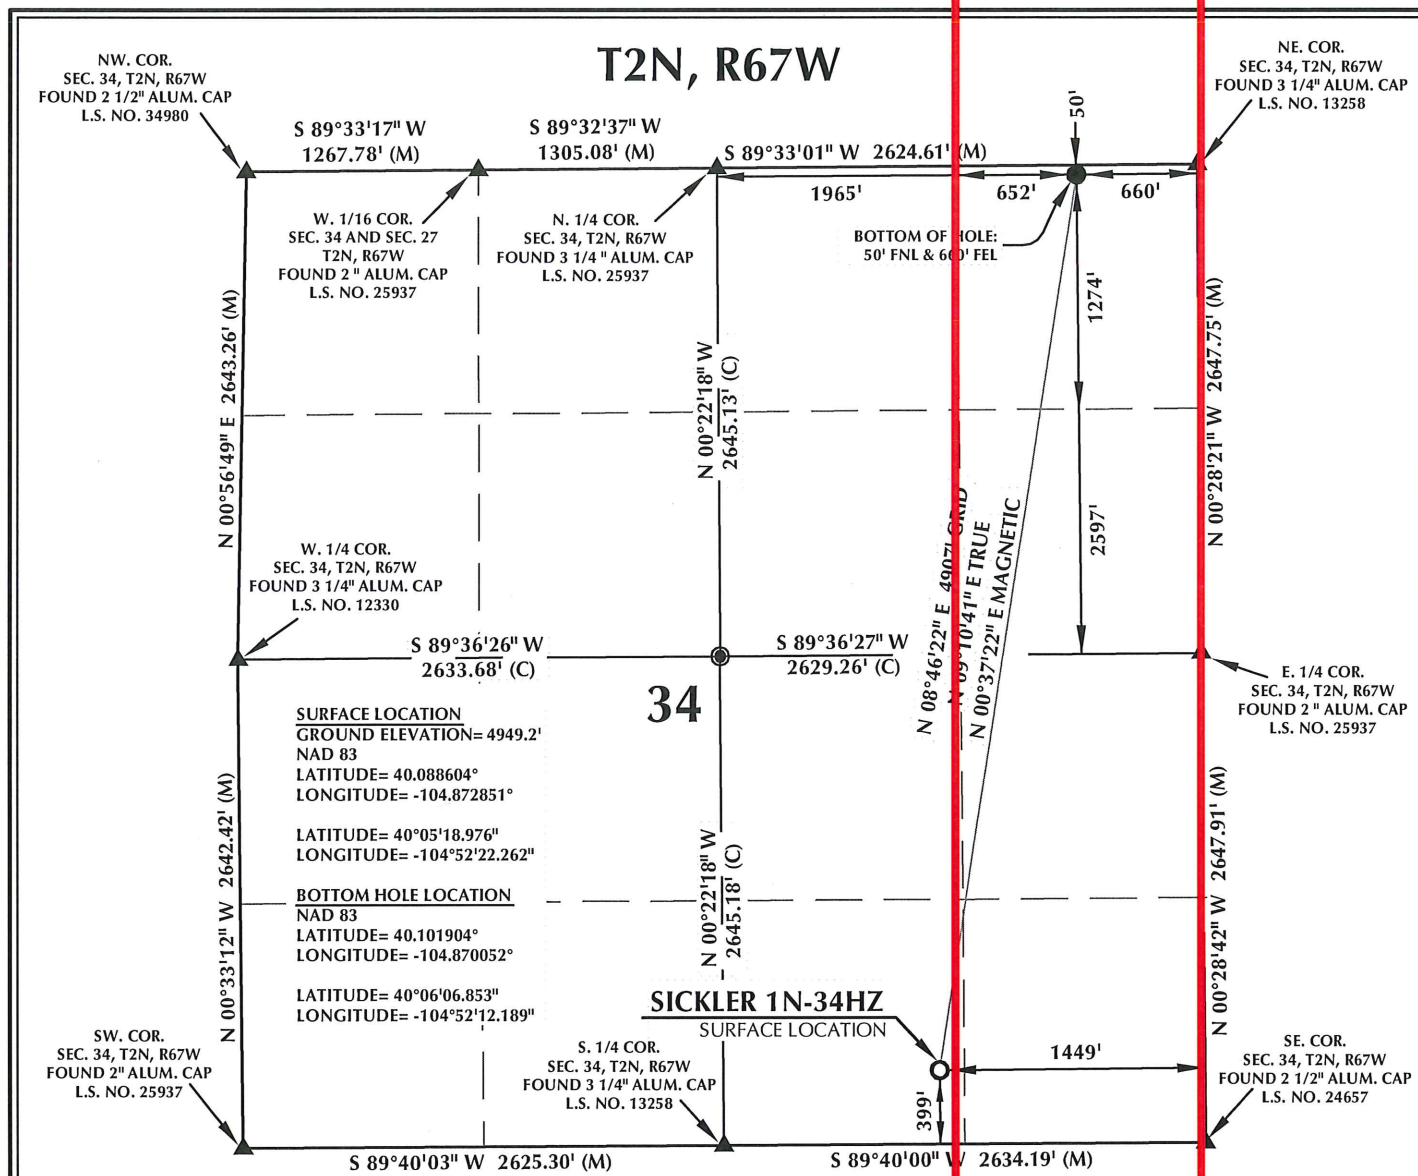 T2N, R67W
NW. COR.
SEC. 34, T2N, R67W
FOUND 2 1/2" ALUM. CAP
L.S. NO. 34980
NE. COR.
SEC. 34, T2N, R67W
FOUND 3 1/4" ALUM. CAP
L.S. NO. 13258
S 89°33'17" W
1267.78' (M)
S 89°32'37" W
1305.08' (M)
S 89°33'01" W 2624.61' (M)
50'
1965'
652'
660'
W. 1/16 COR.
SEC. 34 AND SEC. 27
T2N, R67W
FOUND 2 " ALUM. CAP
L.S. NO. 25937
N. 1/4 COR.
SEC. 34, T2N, R67W
FOUND 3 1/4 " ALUM. CAP
L.S. NO. 25937
BOTTOM OF HOLE:
50' FNL & 660' FEL
1274'
N 00°56'49" E 2643.26' (M)
N 00°22'18" W
2645.13' (C)
N 00°28'21" W 2647.75' (M)
2597'
N 08°46'22" E 4907' GRID
N 09°10'41" E TRUE
N 00°37'22" E MAGNETIC
W. 1/4 COR.
SEC. 34, T2N, R67W
FOUND 3 1/4" ALUM. CAP
L.S. NO. 12330
S 89°36'26" W
2633.68' (C)
S 89°36'27" W
2629.26' (C)
E. 1/4 COR.
SEC. 34, T2N, R67W
FOUND 2 " ALUM. CAP
L.S. NO. 25937
34
SURFACE LOCATION
GROUND ELEVATION= 4949.2'
NAD 83
LATITUDE= 40.088604°
LONGITUDE= -104.872851°
LATITUDE= 40°05'18.976"
LONGITUDE= -104°52'22.262"
BOTTOM HOLE LOCATION
NAD 83
LATITUDE= 40.101904°
LONGITUDE= -104.870052°
LATITUDE= 40°06'06.853"
LONGITUDE= -104°52'12.189"
N 00°33'12" W 2642.42' (M)
N 00°22'18" W
2645.18' (C)
N 00°28'42" W 2647.91' (M)
SICKLER 1N-34HZ
SURFACE LOCATION
1449'
399'
SW. COR.
SEC. 34, T2N, R67W
FOUND 2" ALUM. CAP
L.S. NO. 25937
S. 1/4 COR.
SEC. 34, T2N, R67W
FOUND 3 1/4" ALUM. CAP
L.S. NO. 13258
SE. COR.
SEC. 34, T2N, R67W
FOUND 2 1/2" ALUM. CAP
L.S. NO. 24657
S 89°40'03" W 2625.30' (M)
S 89°40'00" W 2634.19' (M)